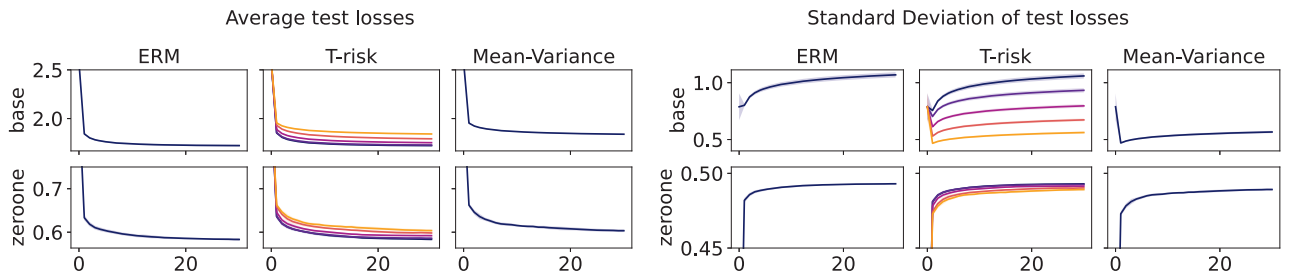 Average test losses
ERM
T-risk
Mean-Variance
base
2.5
2.0
zeroone
0.7
0.6
0
20
0
20
0
20
Standard Deviation of test losses
ERM
T-risk
Mean-Variance
base
1.0
0.5
zeroone
0.50
0.45
0
20
0
20
0
20